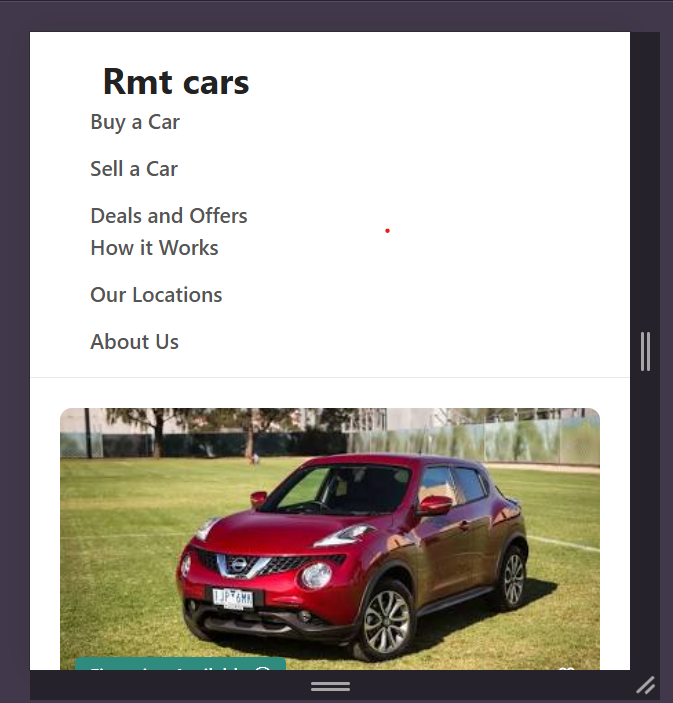 Rmt cars
Buy a Car
Sell a Car
Deals and Offers
How it Works
Our Locations
About Us